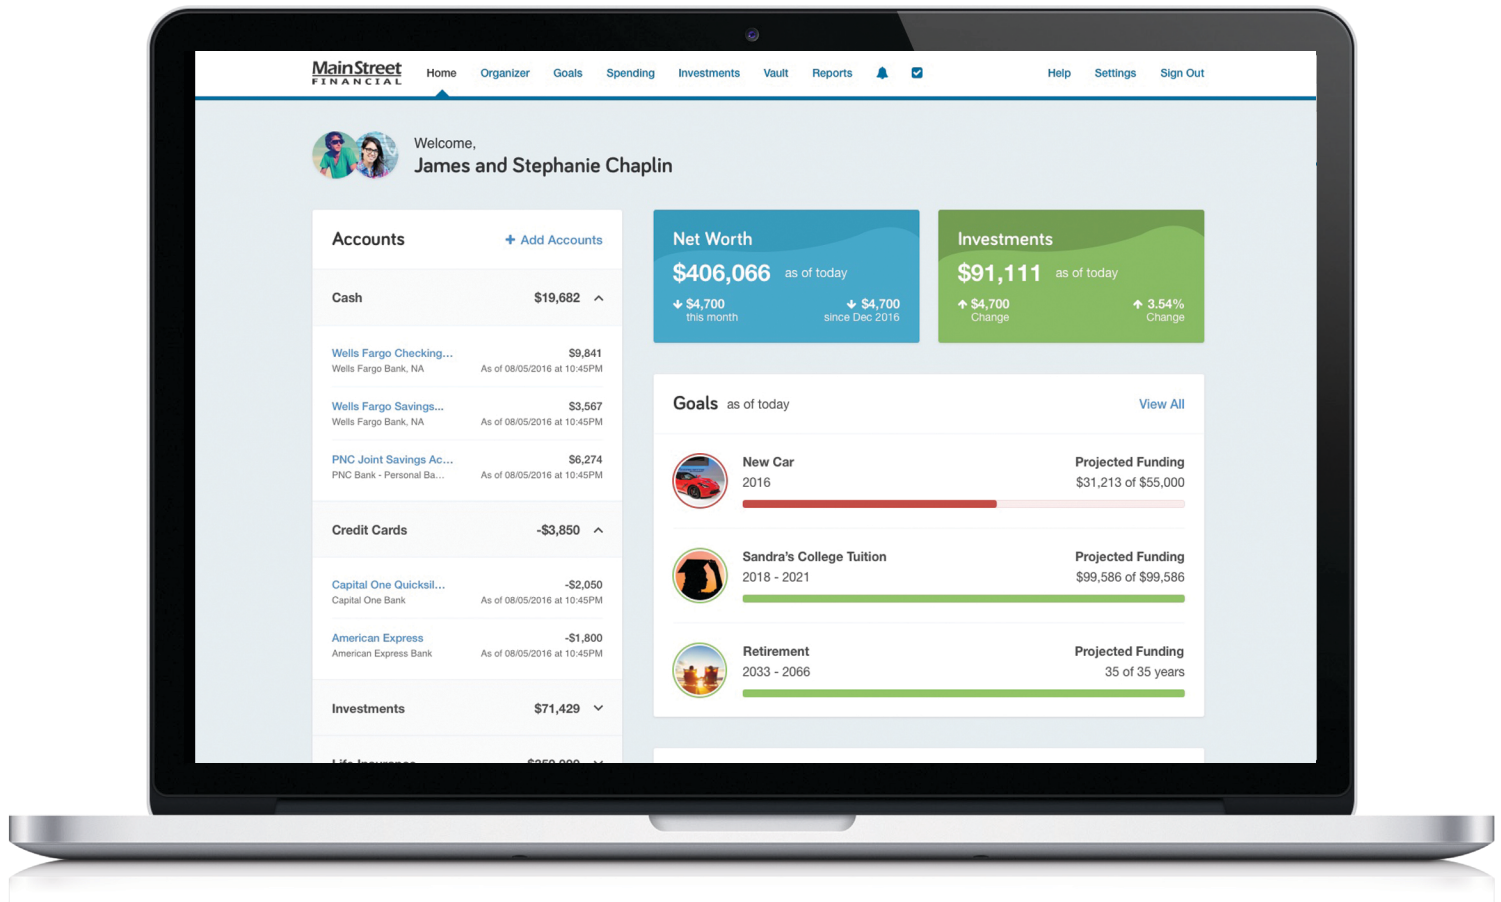 MainStreet
FINANCIAL
Home Organizer Goals Spending Investments Vault Reports Help Settings Sign Out
Welcome,
James and Stephanie Chaplin
Accounts + Add Accounts
Cash $19,682
Wells Fargo Checking... $9,841
Wells Fargo Bank, NA As of 08/05/2016 at 10:45PM
Wells Fargo Savings... $3,567
Wells Fargo Bank, NA As of 08/05/2016 at 10:45PM
PNC Joint Savings Ac... $6,274
PNC Bank - Personal Ba... As of 08/05/2016 at 10:45PM
Credit Cards -$3,850
Capital One Quicksil... -$2,050
Capital One Bank As of 08/05/2016 at 10:45PM
American Express -$1,800
American Express Bank As of 08/05/2016 at 10:45PM
Investments $71,429
Life Insurance
Net Worth
$406,066 as of today
$4,700 $4,700
this month since Dec 2016
Investments
$91,111 as of today
$4,700 3.54%
Change Change
Goals as of today View All
New Car Projected Funding
2016 $31,213 of $55,000
Sandra's College Tuition Projected Funding
2018 - 2021 $99,586 of $99,586
Retirement Projected Funding
2033 - 2066 35 of 35 years